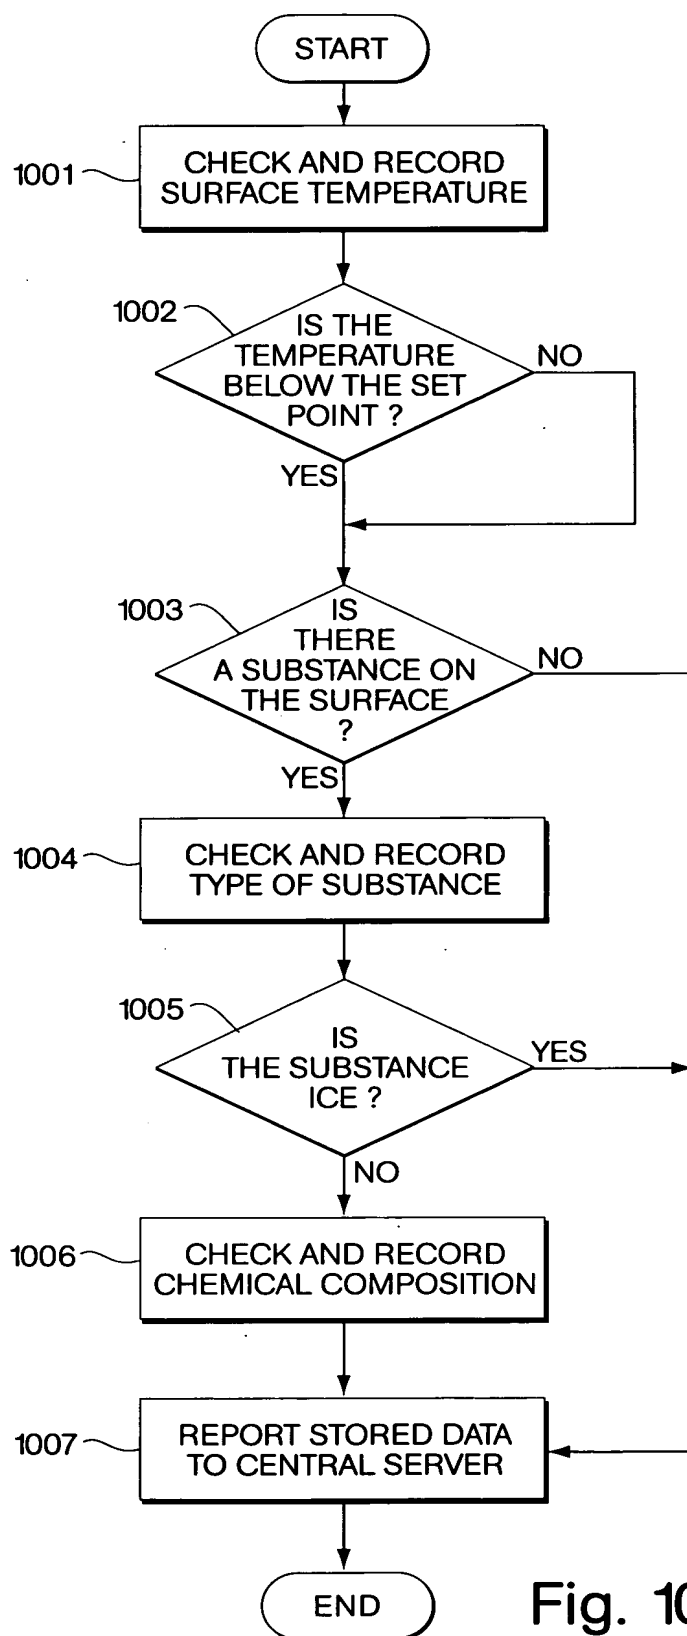 START
1001
CHECK AND RECORD
SURFACE TEMPERATURE
1002
IS THE
TEMPERATURE
BELOW THE SET
POINT ?
NO
YES
1003
IS
THERE
A SUBSTANCE ON
THE SURFACE
?
NO
YES
1004
CHECK AND RECORD
TYPE OF SUBSTANCE
1005
IS
THE SUBSTANCE
ICE ?
YES
NO
1006
CHECK AND RECORD
CHEMICAL COMPOSITION
1007
REPORT STORED DATA
TO CENTRAL SERVER
END
Fig. 10